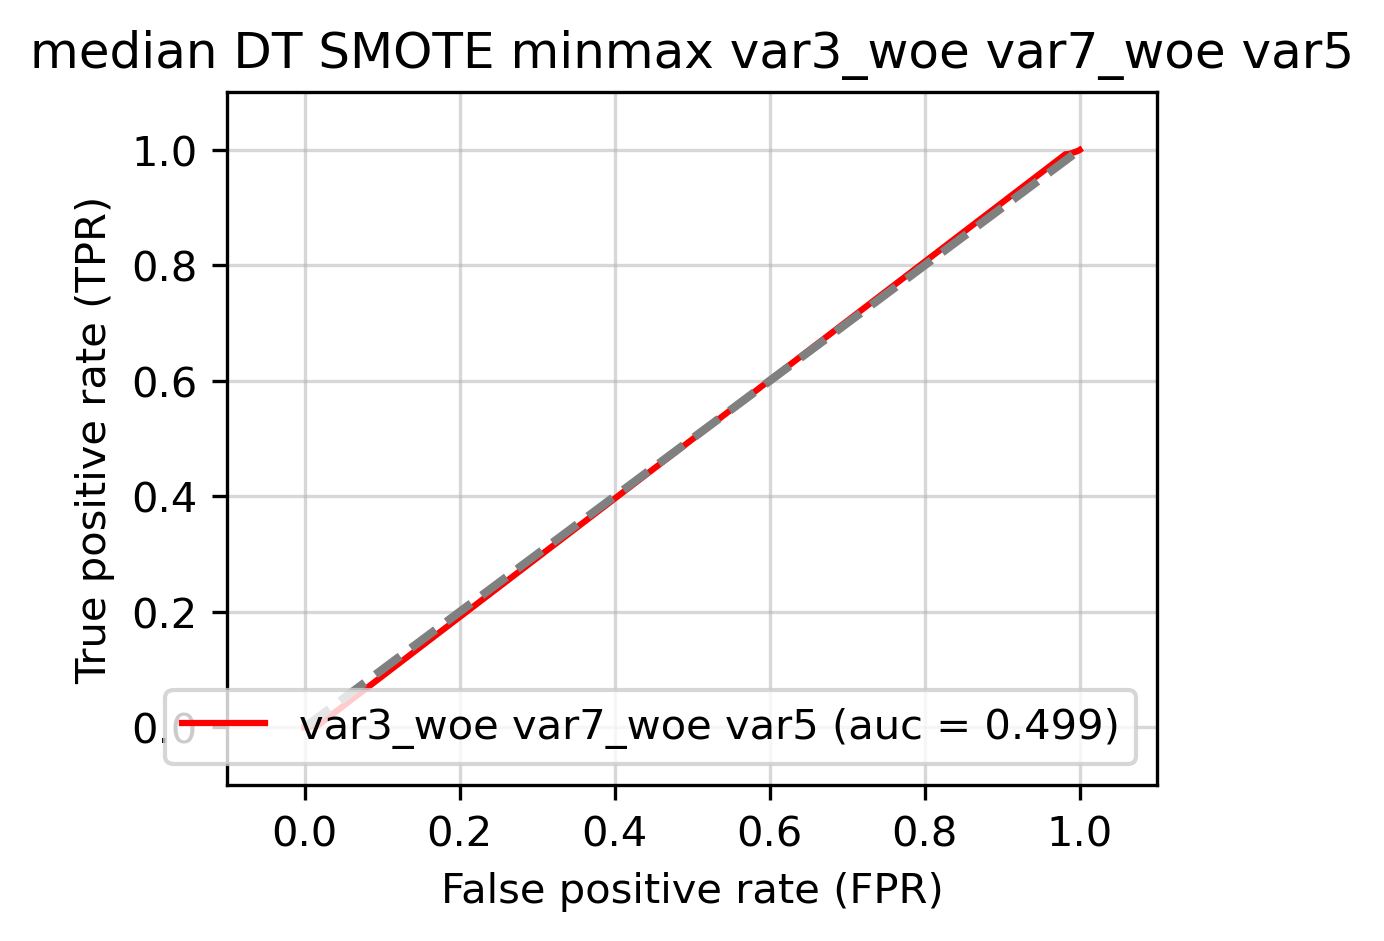 median DT SMOTE minmax var3_woe var7_woe var5
True positive rate (TPR)
1.0
0.8
0.6
0.4
0.2
0.0
var3_woe var7_woe var5 (auc = 0.499)
0.0 0.2 0.4 0.6 0.8 1.0
False positive rate (FPR)